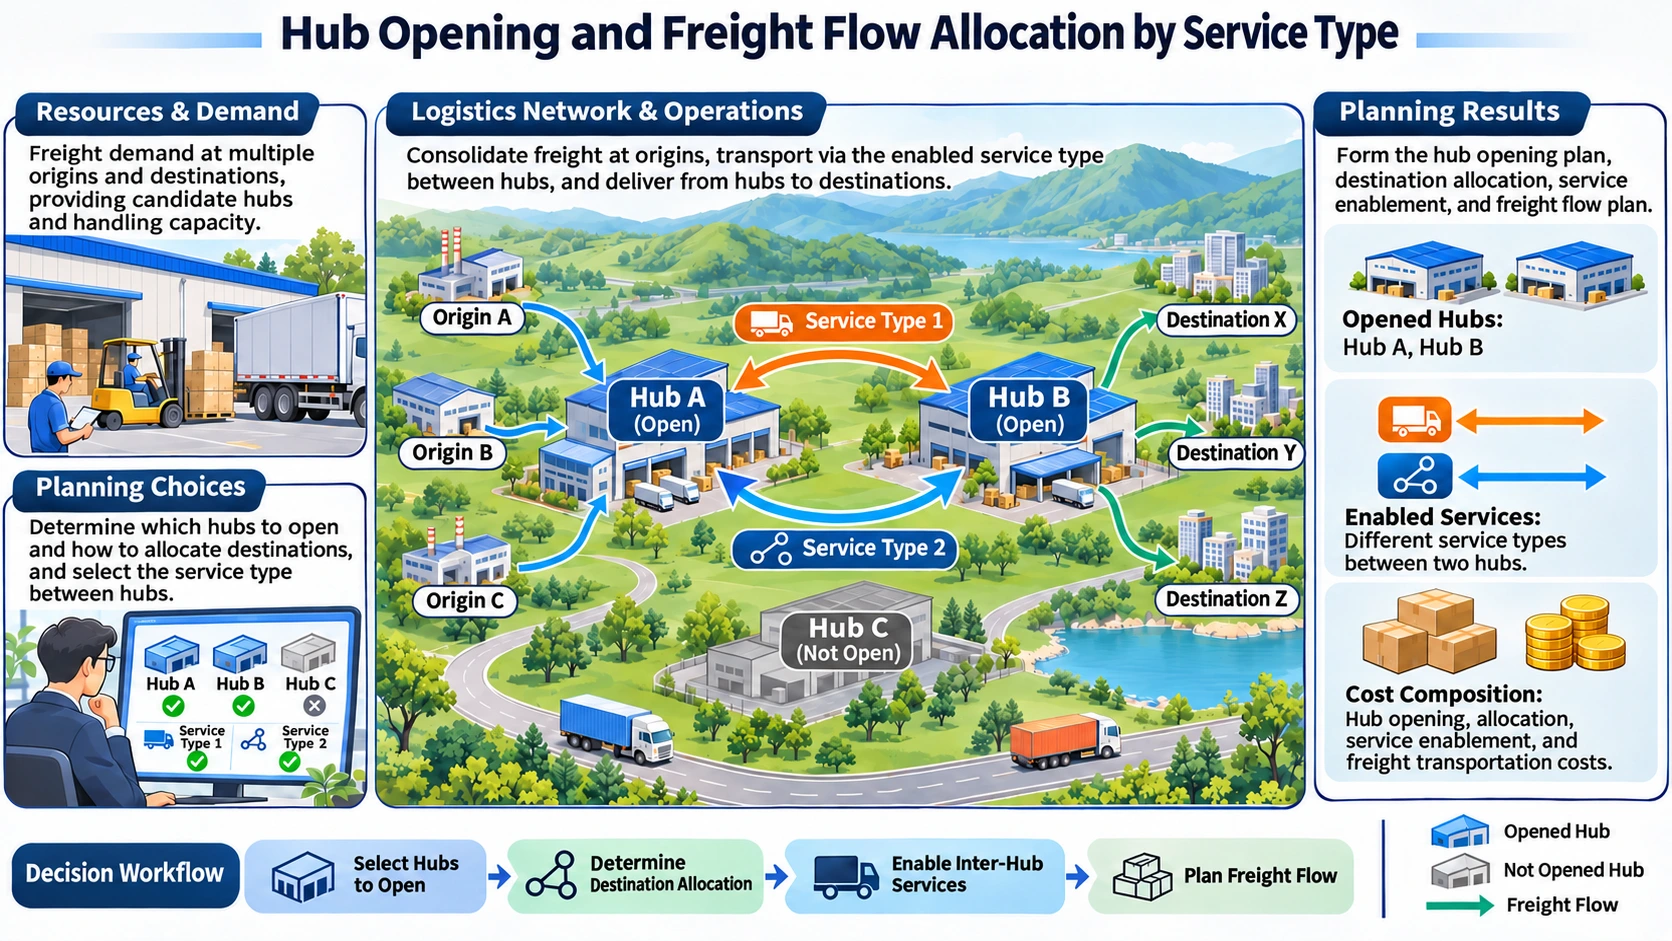 Hub Opening and Freight Flow Allocation by Service Type
Resources & Demand
Freight demand at multiple
origins and destinations,
providing candidate hubs
and handling capacity.
Planning Choices
Determine which hubs to open
and how to allocate destinations,
and select the service type
between hubs.
Hub A
Hub B
Hub C
Service
Type 1
Service
Type 2
Logistics Network & Operations
Consolidate freight at origins, transport via the enabled service type
between hubs, and deliver from hubs to destinations.
Origin A
Origin B
Origin C
Service Type 1
Hub A
(Open)
Hub B
(Open)
Service Type 2
Hub C
(Not Open)
Destination X
Destination Y
Destination Z
Planning Results
Form the hub opening plan,
destination allocation, service
enablement, and freight flow plan.
Opened Hubs:
Hub A, Hub B
Enabled Services:
Different service types
between two hubs.
Cost Composition:
Hub opening, allocation,
service enablement, and
freight transportation costs.
Decision Workflow
Select Hubs
to Open
Determine
Destination Allocation
Enable Inter-Hub
Services
Plan Freight Flow
Opened Hub
Not Opened Hub
Freight Flow